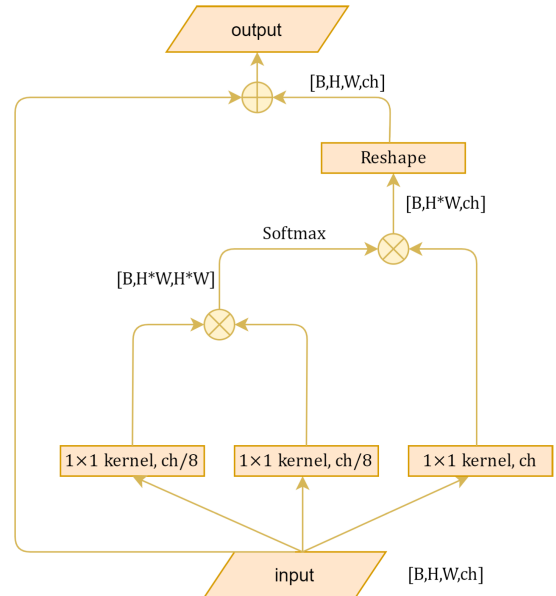 output
[B,H,W,ch]
Reshape
[B,H*W,ch]
Softmax
[B,H*W,H*W]
1×1 kernel, ch/8
1×1 kernel, ch/8
1×1 kernel, ch
input
[B,H,W,ch]